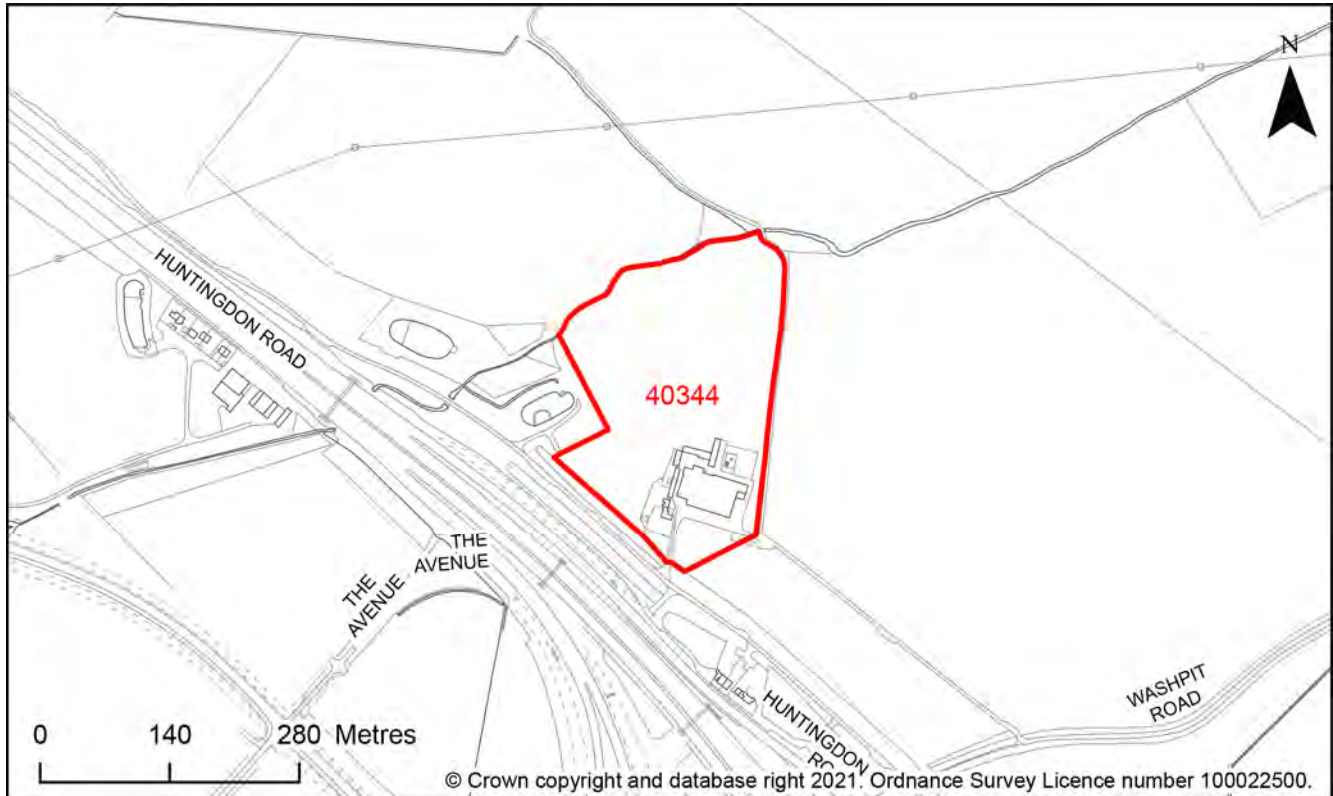 N
HUNTINGDON ROAD
40344
THE
AVENUE
THE
AVENUE
WASHPIT
ROAD
HUNTINGDON
RO
0 140 280 Metres
© Crown copyright and database right 2021. Ordnance Survey Licence number 100022500.